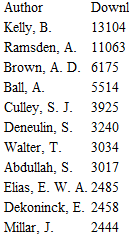 Author Downl
Kelly, B. 13104
Ramsden, A. 11063
Brown, A. D. 6175
Ball, A. 5514
Culley, S. J. 3925
Deneulin, S. 3240
Walter, T. 3034
Abdullah, S. 3017
Elias, E. W. A. 2485
Dekoninck, E. 2458
Millar, J. 2444